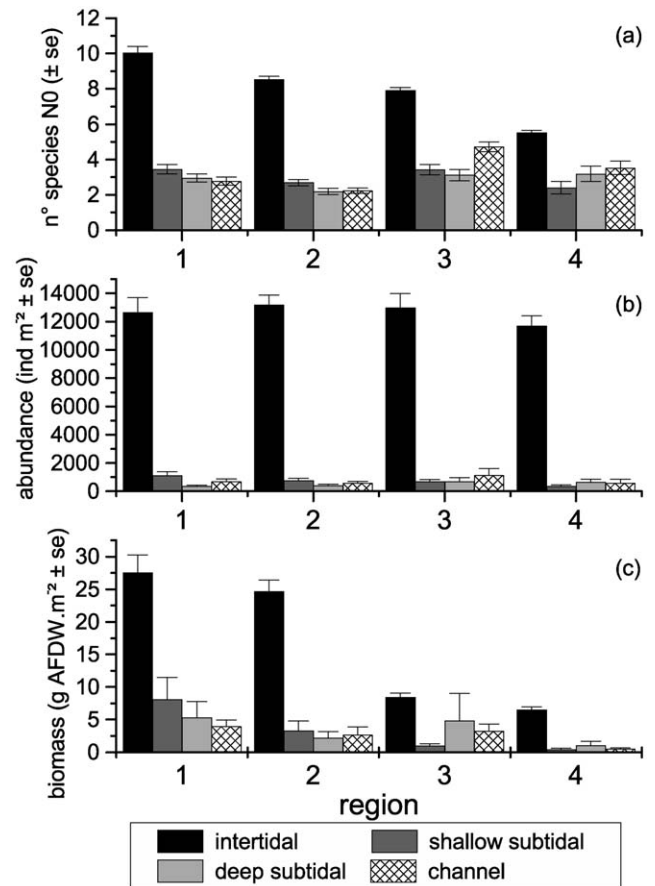 (a)
n° species N0 (± se)
12
10
8
6
4
2
0
1 2 3 4
(b)
abundance (ind m⁻² ± se)
14000
12000
10000
8000
6000
4000
2000
0
1 2 3 4
(c)
biomass (g AFDW.m⁻² ± se)
30
25
20
15
10
5
0
1 2 3 4
region
intertidal shallow subtidal
deep subtidal channel